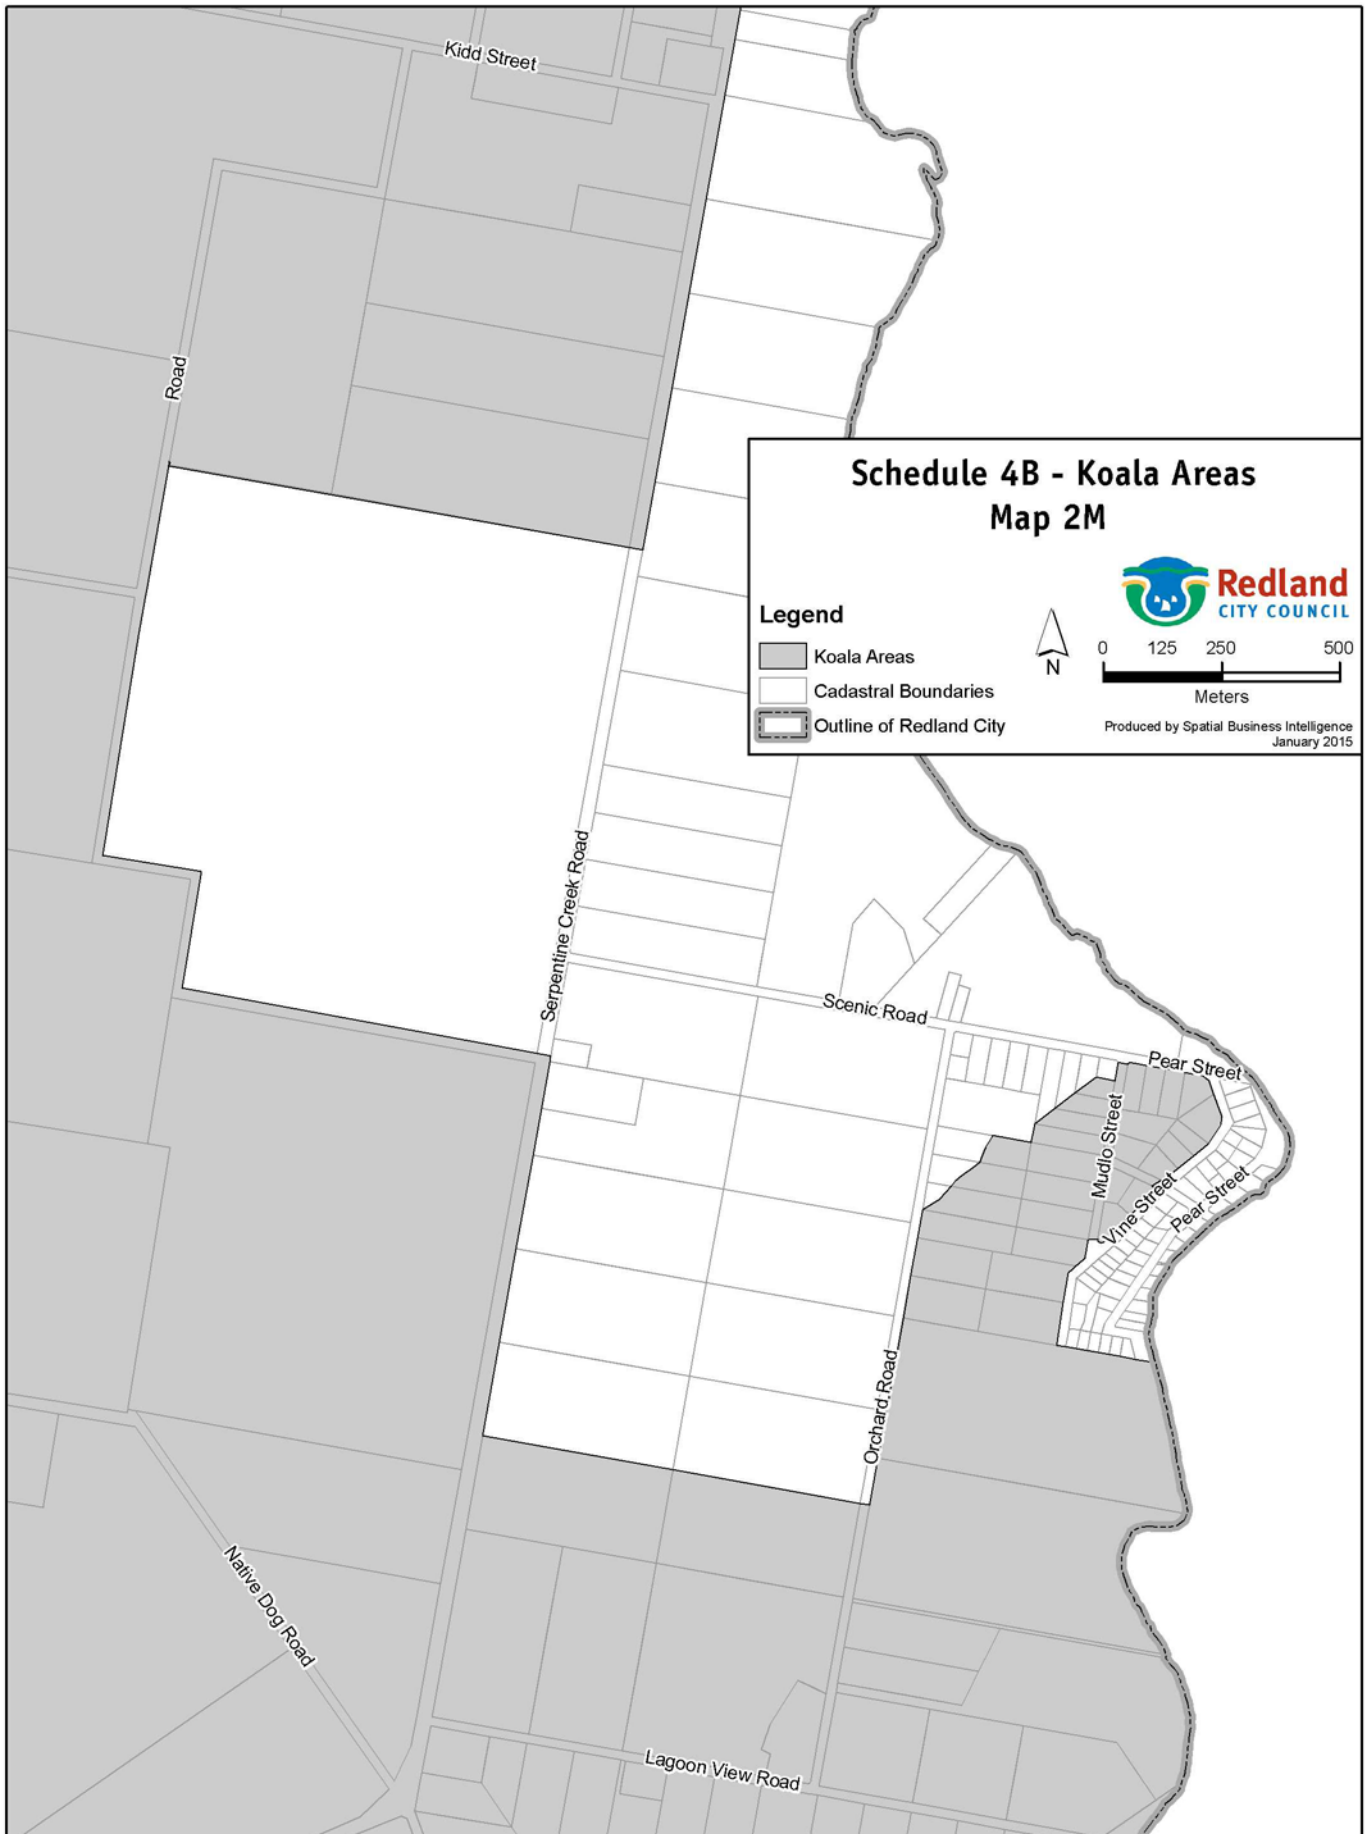 Kidd Street
Road
Schedule 4B - Koala Areas
Map 2M
Redland
CITY COUNCIL
Legend
Koala Areas
Cadastral Boundaries
Outline of Redland City
N
0 125 250 500
Meters
Produced by Spatial Business Intelligence
January 2015
Serpentine Creek Road
Scenic Road
Pear Street
Mudlo Street
Vine Street
Pear Street
Orchard Road
Native Dog Road
Lagoon View Road